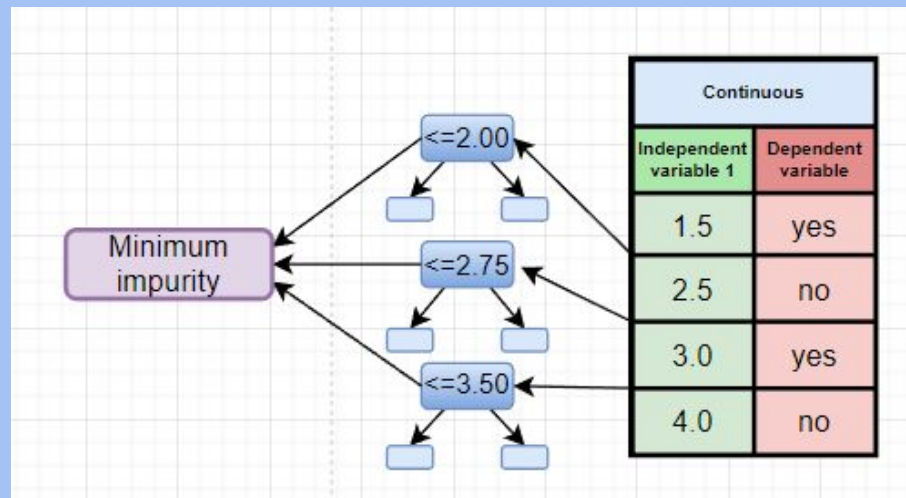 Continuous
Independent variable 1
Dependent variable
1.5 yes
2.5 no
3.0 yes
4.0 no
<=2.00
<=2.75
<=3.50
Minimum
impurity